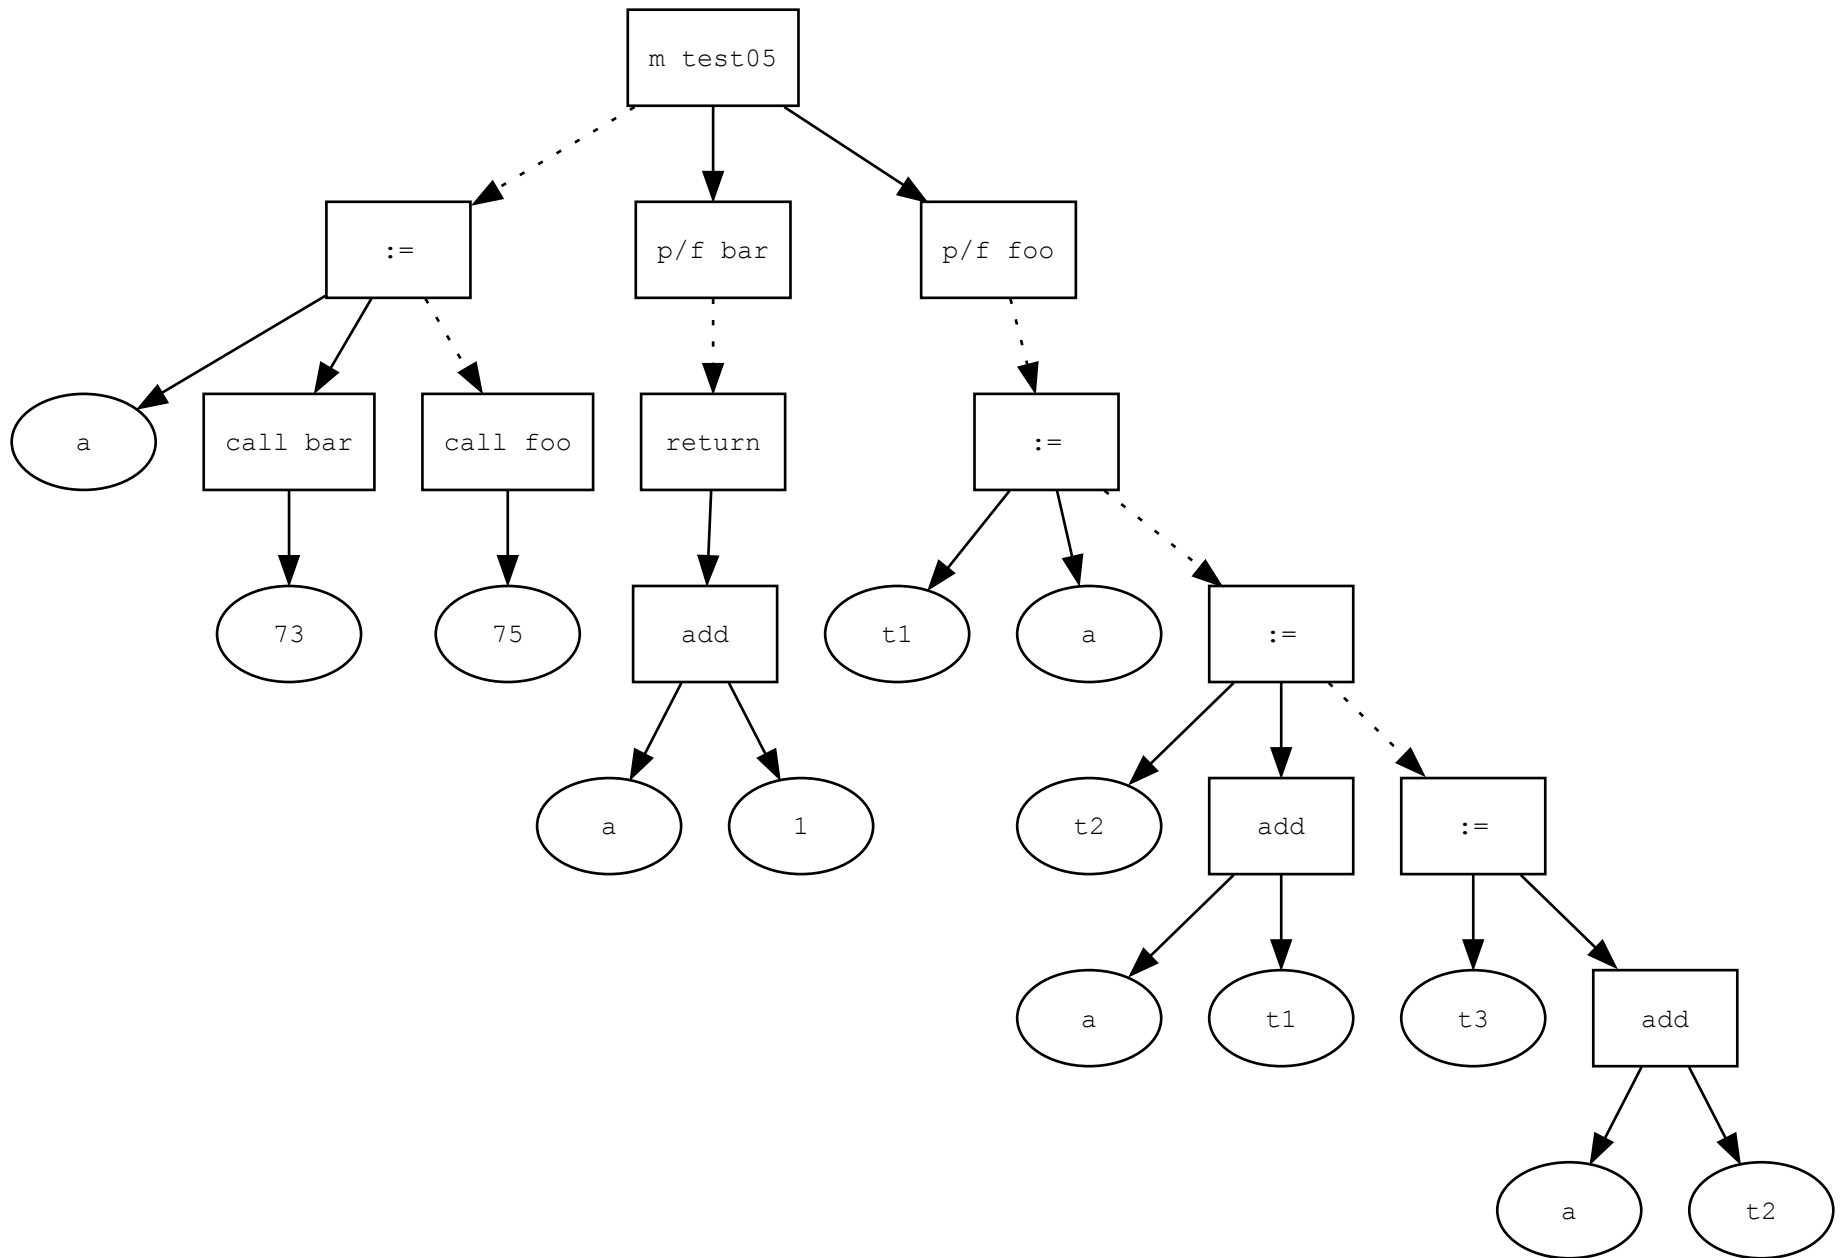 m test05
:=
p/f bar
p/f foo
a
call bar
call foo
return
:=
73
75
add
t1
a
:=
a
1
t2
add
:=
a
t1
t3
add
a
t2